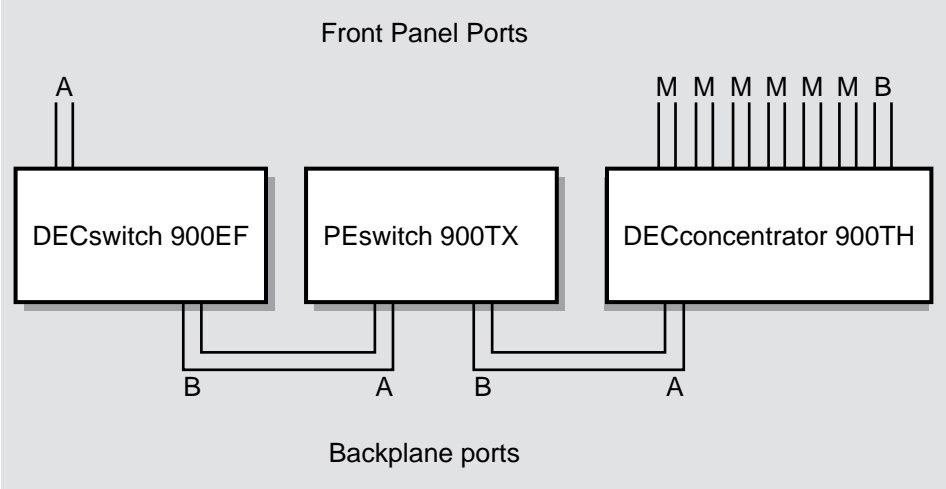 Front Panel Ports
A
M M M M M M B
DECswitch 900EF
PEswitch 900TX
DECconcentrator 900TH
B
A
B
A
Backplane ports